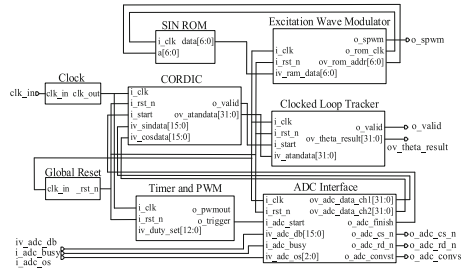 SIN ROM
i_clk data[6:0]
a[6:0]
Excitation Wave Modulator
o_spwm
i_clk o_rom_clk
i_rst_n ov_rom_addr[6:0]
iv_ram_data[6:0]
o_spwm
Clock
clk_in clk_in clk_out
CORDIC
i_clk
i_rst_n o_valid
i_start ov_atandata[31:0]
iv_sindata[15:0]
iv_cosdata[15:0]
Clocked Loop Tracker
i_clk
i_rst_n o_valid
i_start ov_theta_result[31:0]
iv_atandata[31:0]
o_valid
ov_theta_result
Global Reset
clk_in _rst_n
Timer and PWM
i_clk
i_rst_n o_pwmout
o_trigger
iv_duty_set[12:0]
ADC Interface
i_clk ov_adc_data_ch1[31:0]
i_rst_n ov_adc_data_ch2[31:0]
i_adc_start o_adc_finish
iv_adc_db[15:0] o_adc_cs_n
i_adc_busy o_adc_rd_n
iv_adc_os[2:0] o_adc_convst
o_adc_cs_n
o_adc_rd_n
o_adc_convs
iv_adc_db
i_adc_busy
i_adc_os